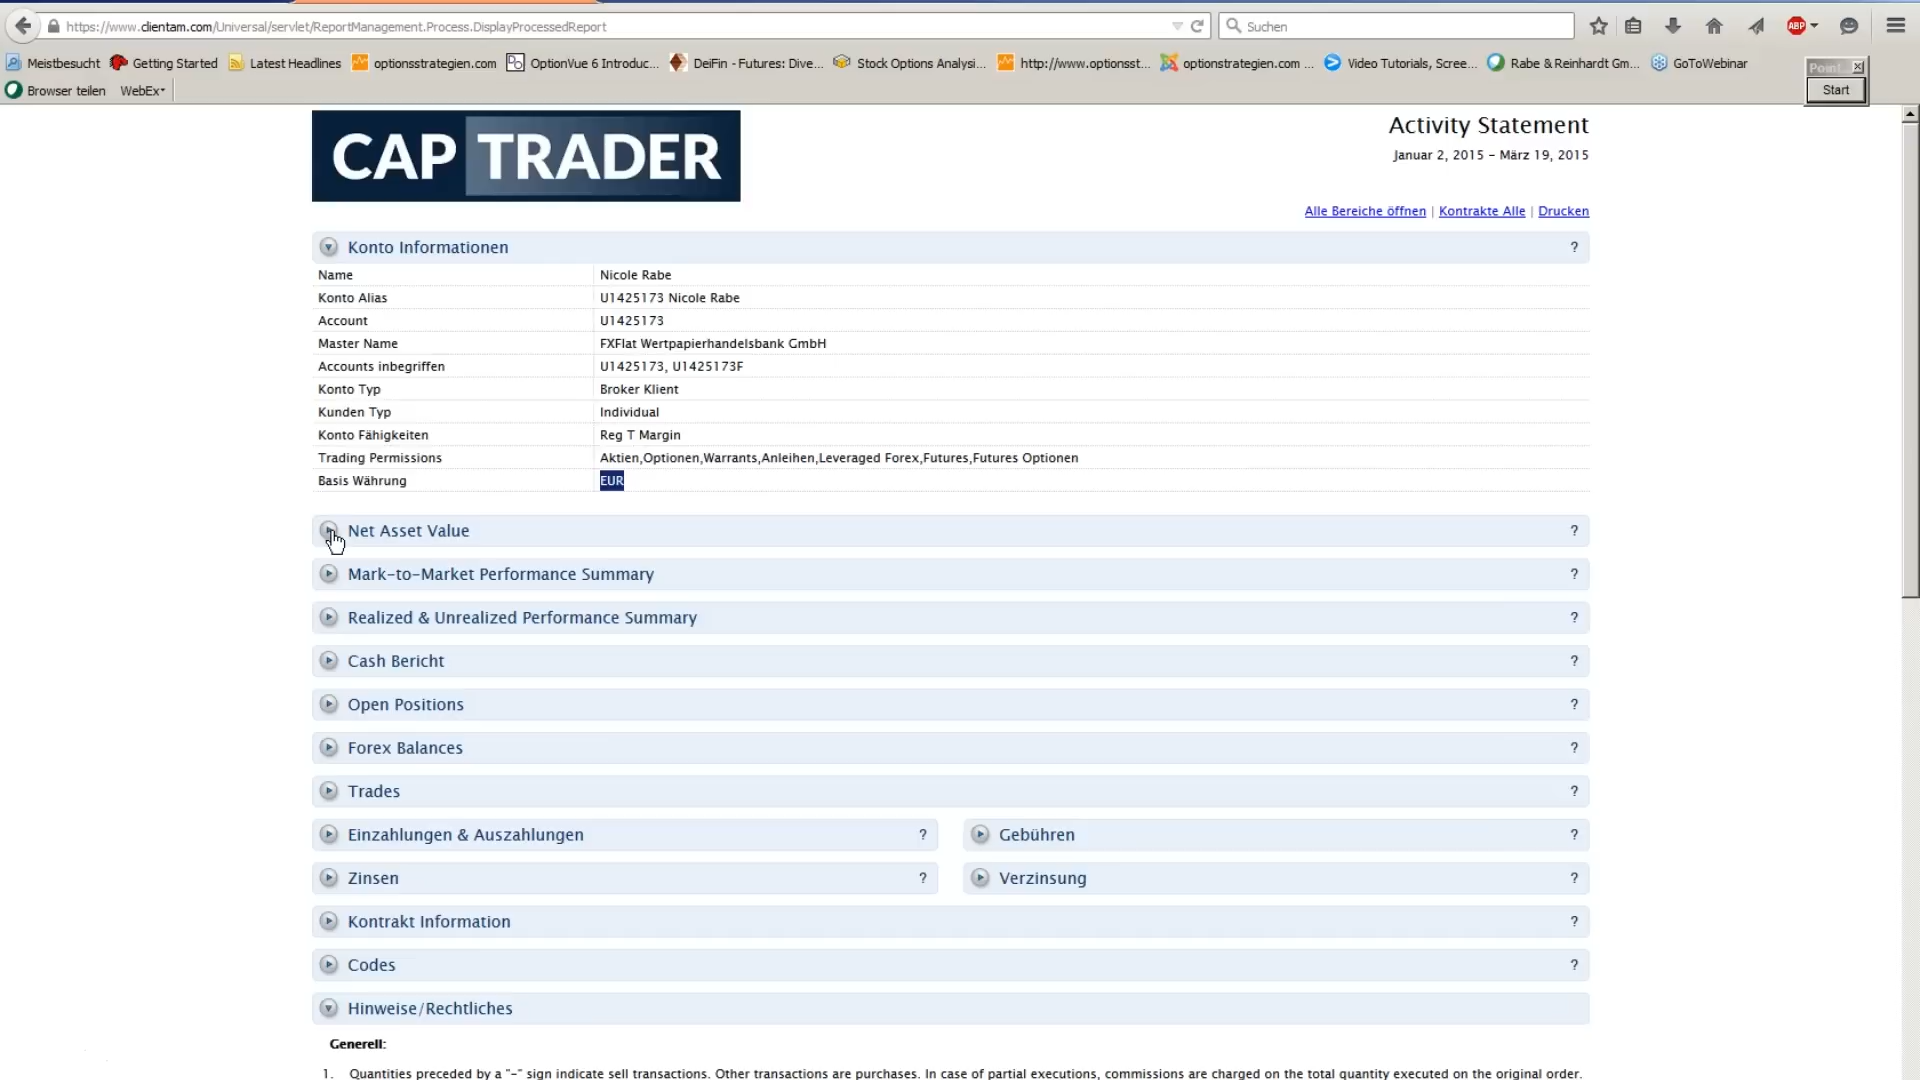 https://www.clientam.com/Universal/servlet/ReportManagement.Process.DisplayProcessedReport
Suchen
ABP
Meistbesucht Getting Started Latest Headlines optionsstrategien.com OptionVue 6 Introduc... DeiFin - Futures: Dive... Stock Options Analysi... http://www.optionsst... optionstrategien.com ... Video Tutorials, Scree... Rabe & Reinhardt Gm... GoToWebinar
Browser teilen WebEx
Start
CAP TRADER
Activity Statement
Januar 2, 2015 - März 19, 2015
Alle Bereiche öffnen | Kontrakte Alle | Drucken
Konto Informationen ?
Name Nicole Rabe
Konto Alias U1425173 Nicole Rabe
Account U1425173
Master Name FXFlat Wertpapierhandelsbank GmbH
Accounts inbegriffen U1425173, U1425173F
Konto Typ Broker Klient
Kunden Typ Individual
Konto Fähigkeiten Reg T Margin
Trading Permissions Aktien,Optionen,Warrants,Anleihen,Leveraged Forex,Futures,Futures Optionen
Basis Währung EUR
Net Asset Value ?
Mark-to-Market Performance Summary ?
Realized & Unrealized Performance Summary ?
Cash Bericht ?
Open Positions ?
Forex Balances ?
Trades ?
Einzahlungen & Auszahlungen ? Gebühren ?
Zinsen ? Verzinsung ?
Kontrakt Information ?
Codes ?
Hinweise/Rechtliches
Generell:
1. Quantities preceded by a "-" sign indicate sell transactions. Other transactions are purchases. In case of partial executions, commissions are charged on the total quantity executed on the original order.